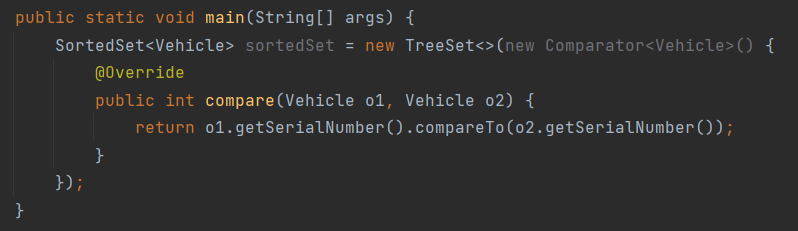 public static void main(String[] args) {
    SortedSet<Vehicle> sortedSet = new TreeSet<>(new Comparator<Vehicle>() {
        @Override
        public int compare(Vehicle o1, Vehicle o2) {
            return o1.getSerialNumber().compareTo(o2.getSerialNumber());
        }
    });
}